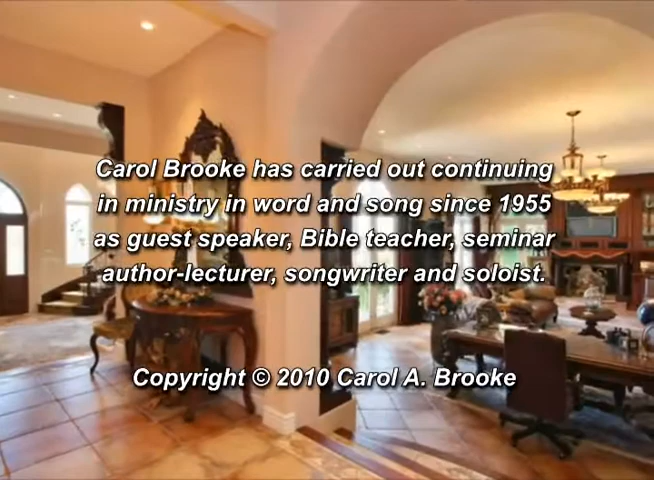 Carol Brooke has carried out continuing
in ministry in word and song since 1955
as guest speaker, Bible teacher, seminar
author-lecturer, songwriter and soloist.
Copyright © 2010 Carol A. Brooke